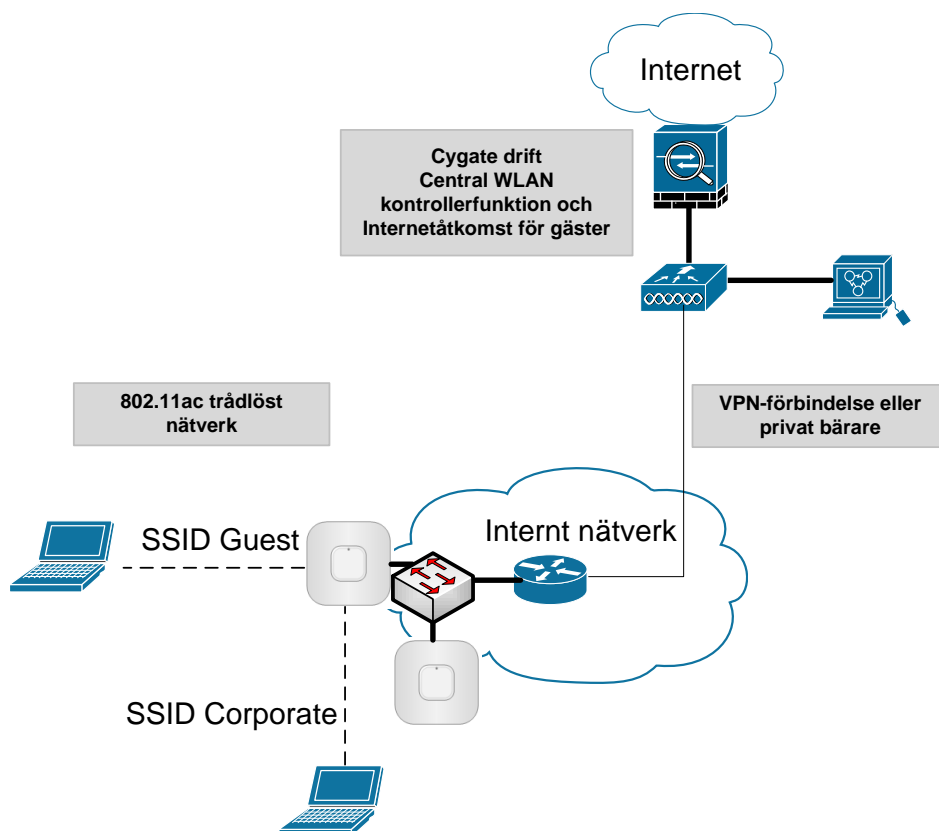 Internet
Cygate drift
Central WLAN
kontrollerfunktion och
Internetåtkomst för gäster
802.11ac trådlöst
nätverk
VPN-förbindelse eller
privat bärare
SSID Guest
Internt nätverk
SSID Corporate